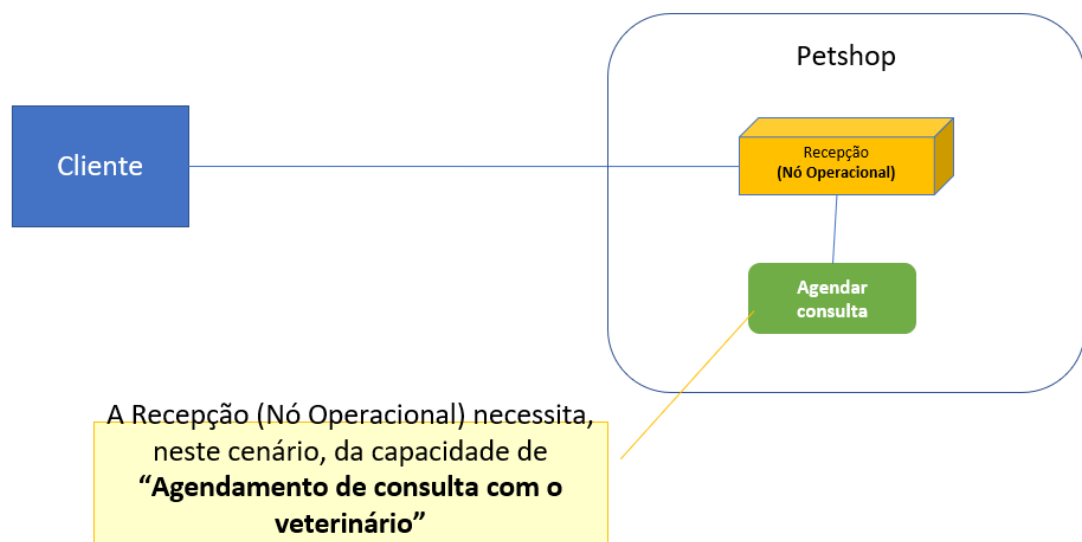 Petshop
Cliente
Recepção
(Nó Operacional)
Agendar
consulta
A Recepção (Nó Operacional) necessita,
neste cenário, da capacidade de
“Agendamento de consulta com o
veterinário”